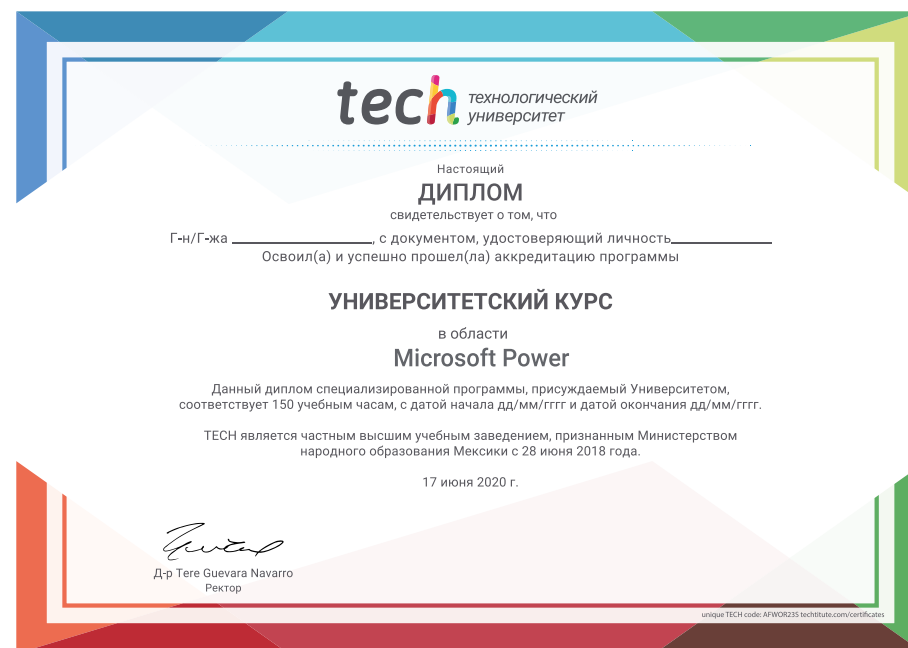 tech технологический
университет
Настоящий
ДИПЛОМ
свидетельствует о том, что
Г-н/Г-жа ____________, с документом, удостоверяющий личность____________
Освоил(а) и успешно прошел(ла) аккредитацию программы
УНИВЕРСИТЕТСКИЙ КУРС
в области
Microsoft Power
Данный диплом специализированной программы, присуждаемый Университетом,
соответствует 150 учебным часам, с датой начала дд/мм/гггг и датой окончания дд/мм/гггг.
TECH является частным высшим учебным заведением, признанным Министерством
народного образования Мексики с 28 июня 2018 года.
17 июня 2020 г.
Д-р Tere Guevara Navarro
Ректор
unique TECH code: AFWOR235 techtitute.com/certificates